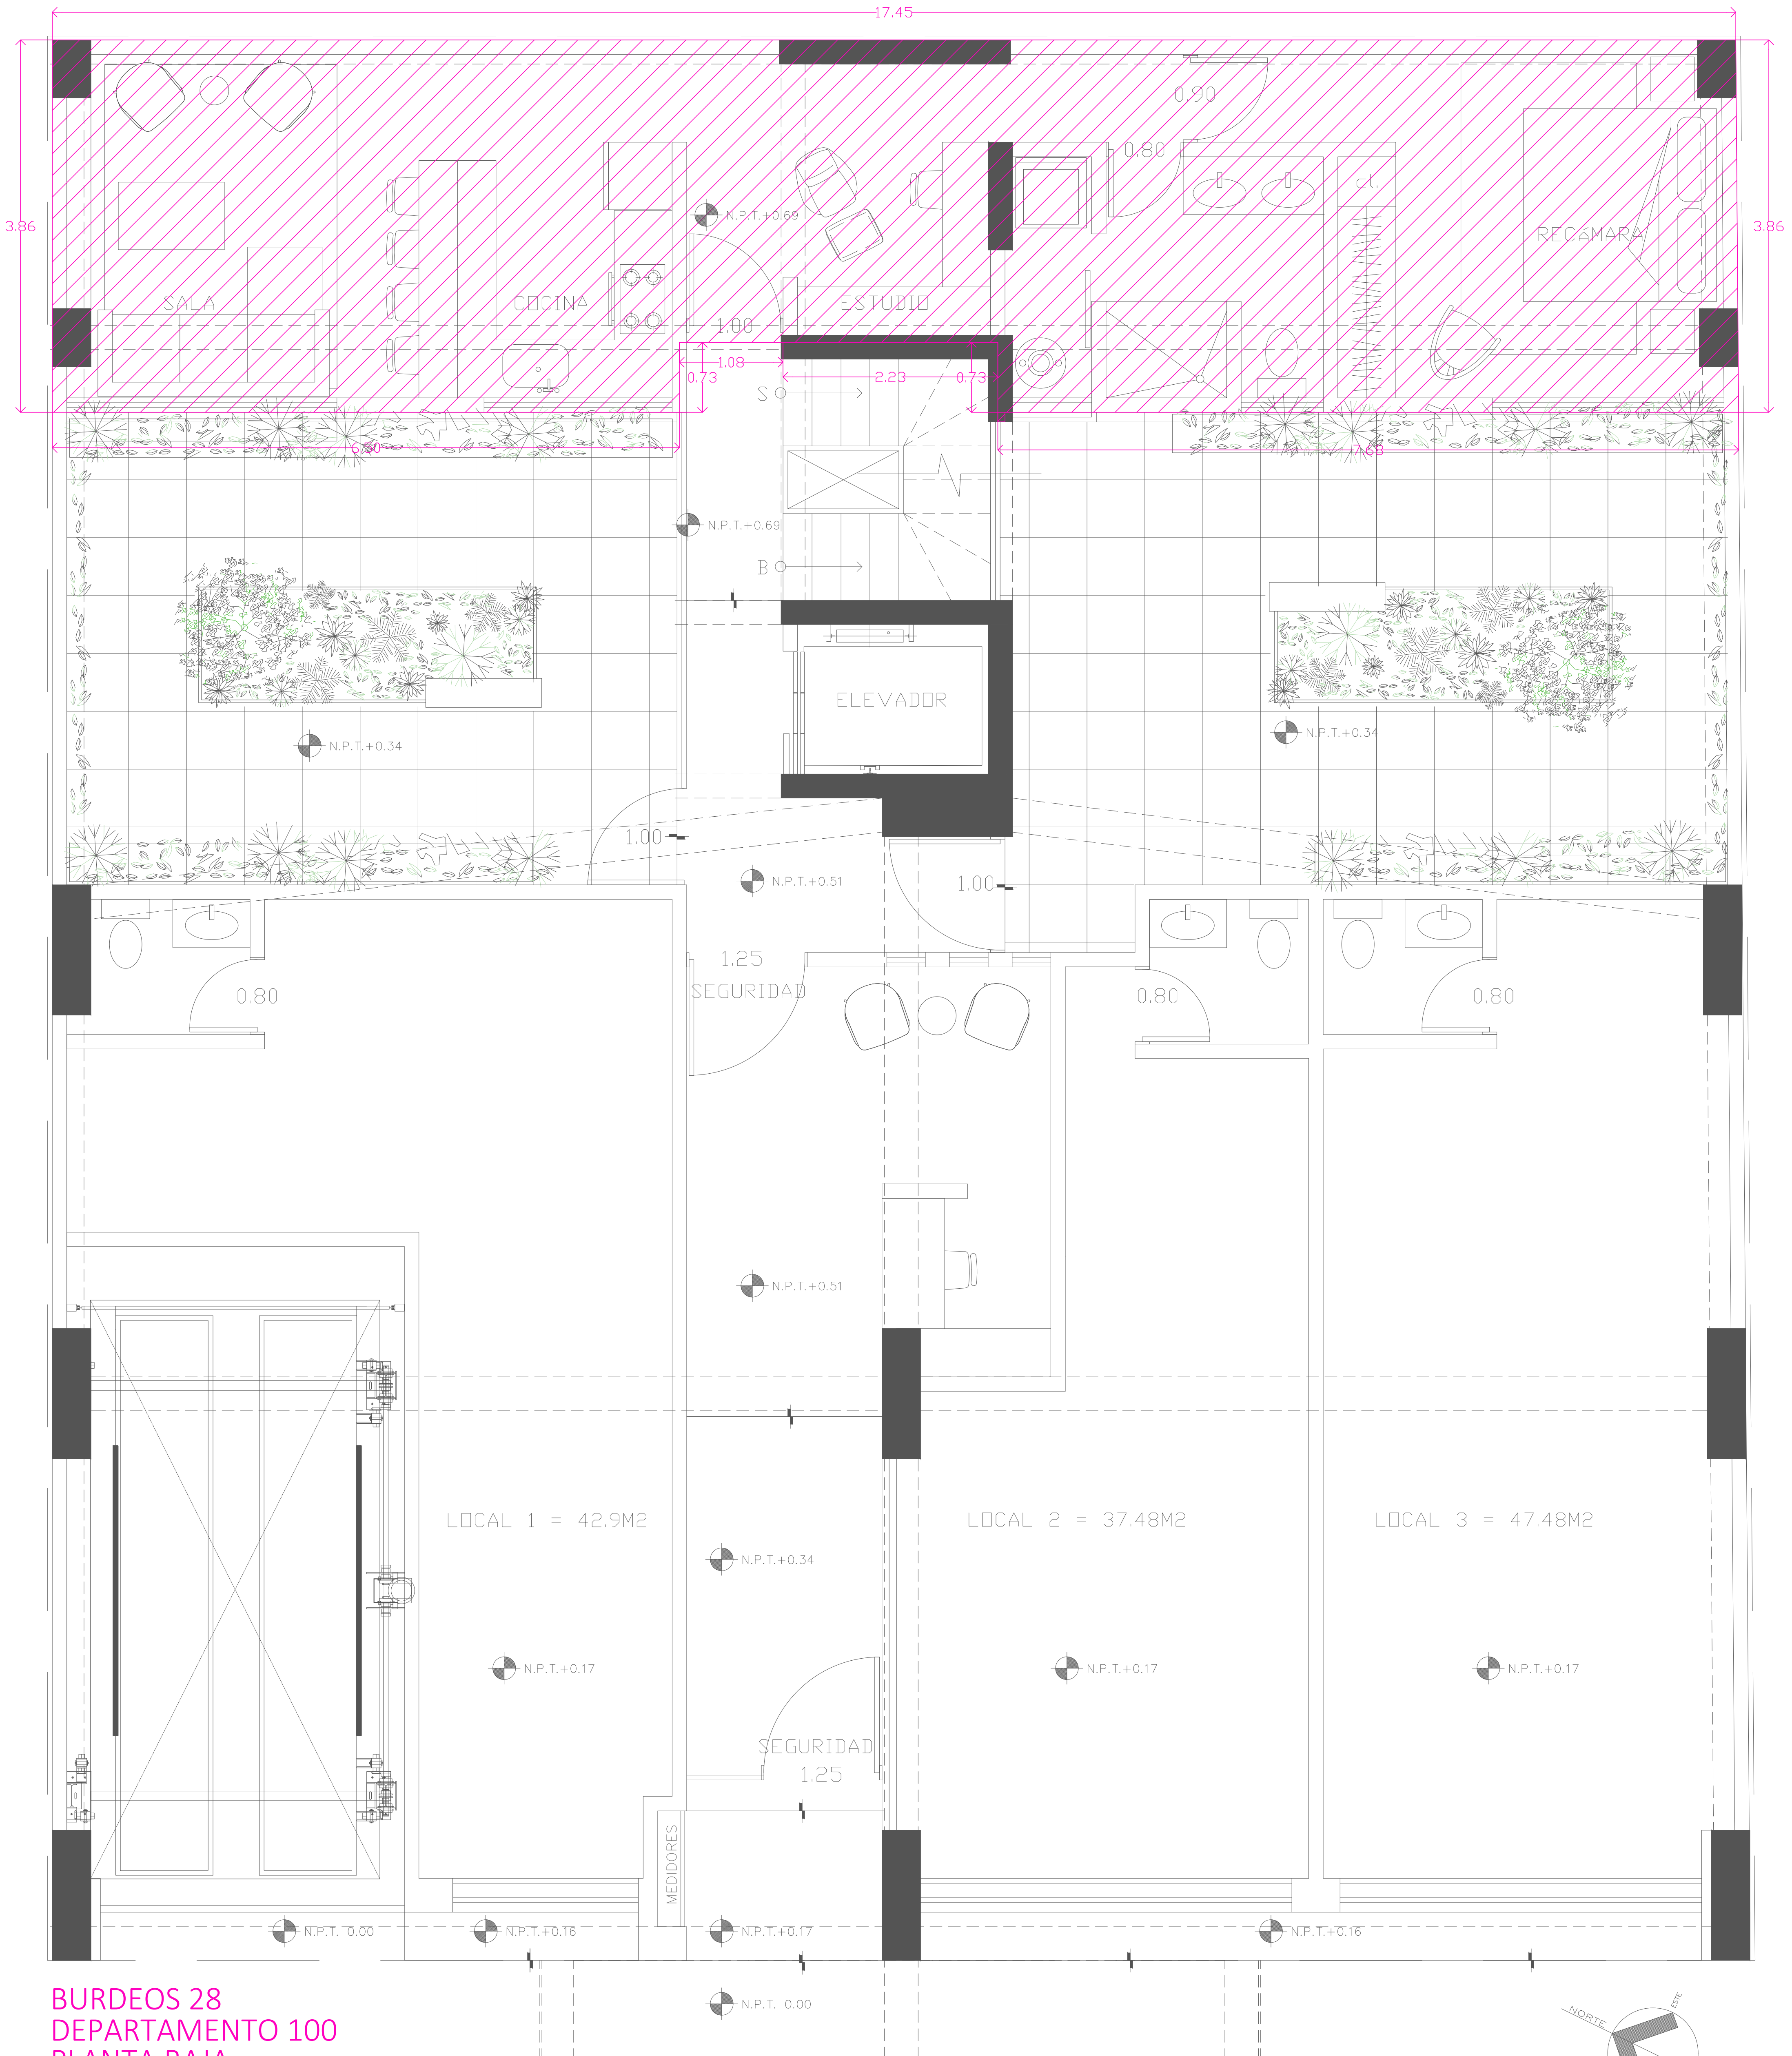 17.45
0.90
0.80
cl.
3.86
N.P.T.+0.69
3.86
RECÁMARA
SALA
COCINA
ESTUDIO
1.00
1.08
0.73
2.23
0.73
S
6.50
7.68
N.P.T.+0.69
B
ELEVADOR
N.P.T.+0.34
N.P.T.+0.34
1.00
N.P.T.+0.51
1.00
1.25
SEGURIDAD
0.80
0.80
0.80
N.P.T.+0.51
LOCAL 1 = 42.9M2
LOCAL 2 = 37.48M2
LOCAL 3 = 47.48M2
N.P.T.+0.34
N.P.T.+0.17
N.P.T.+0.17
N.P.T.+0.17
SEGURIDAD
1.25
MEDIDORES
N.P.T. 0.00
N.P.T.+0.16
N.P.T.+0.17
N.P.T.+0.16
BURDEOS 28
N.P.T. 0.00
NORTE
ESTE
DEPARTAMENTO 100
PLANTA BAJA